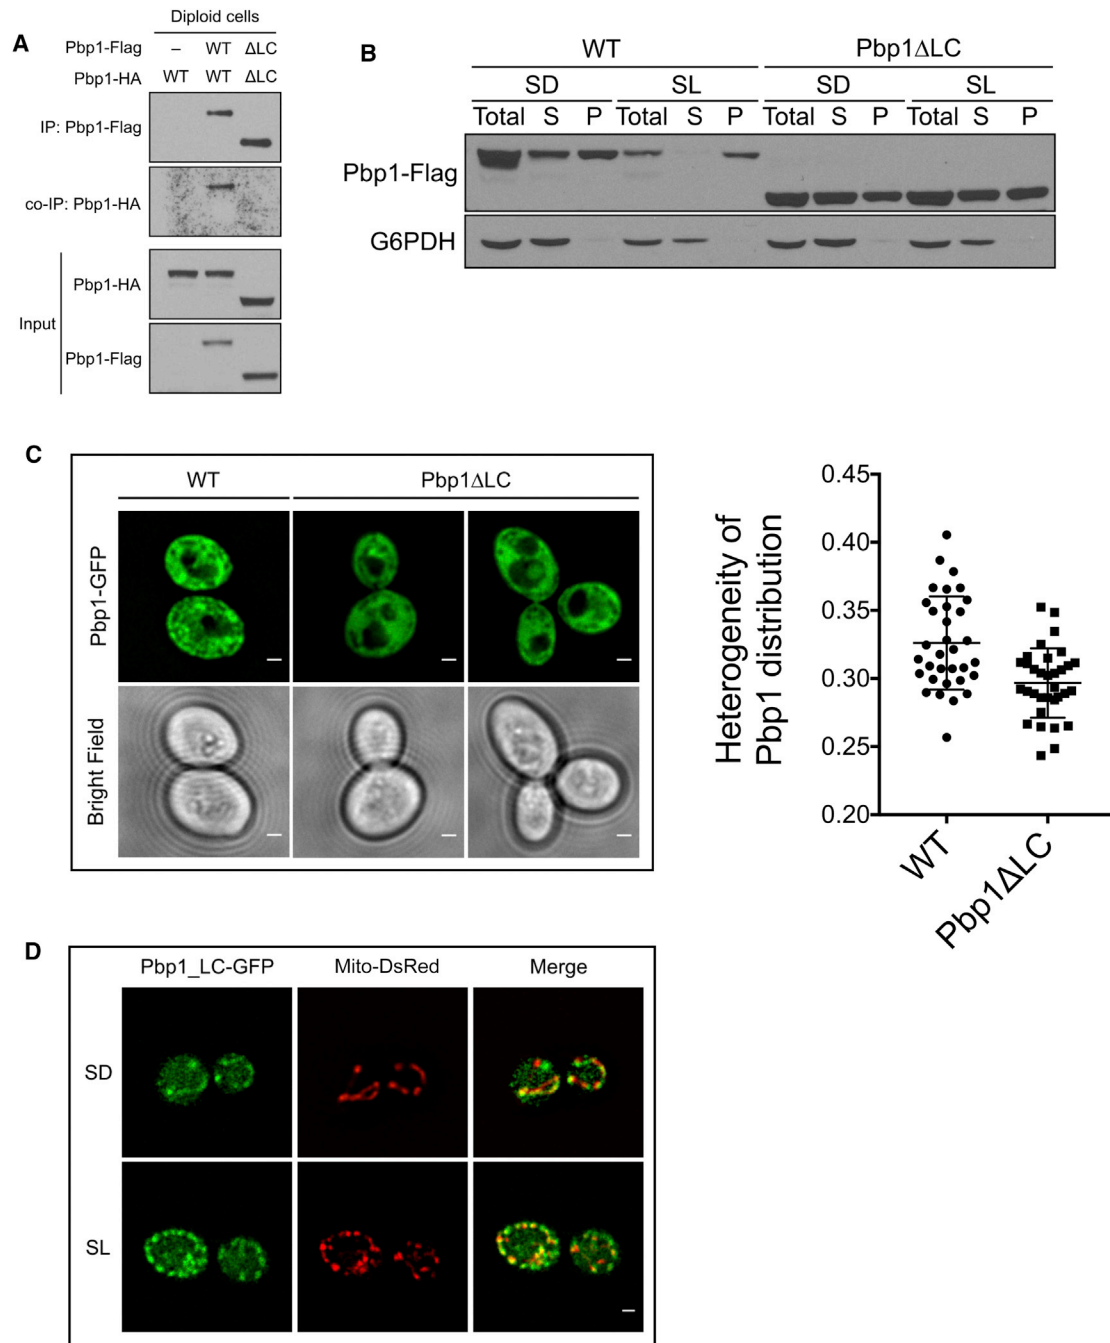 A
Diploid cells
Pbp1-Flag – WT ΔLC
Pbp1-HA WT WT ΔLC
IP: Pbp1-Flag
co-IP: Pbp1-HA
Input
Pbp1-HA
Pbp1-Flag
B
WT Pbp1ΔLC
SD SL SD SL
Total S P Total S P Total S P Total S P
Pbp1-Flag
G6PDH
C
WT Pbp1ΔLC
Pbp1-GFP
Bright Field
Heterogeneity of
Pbp1 distribution
0.45
0.40
0.35
0.30
0.25
0.20
WT
Pbp1ΔLC
D
Pbp1_LC-GFP Mito-DsRed Merge
SD
SL